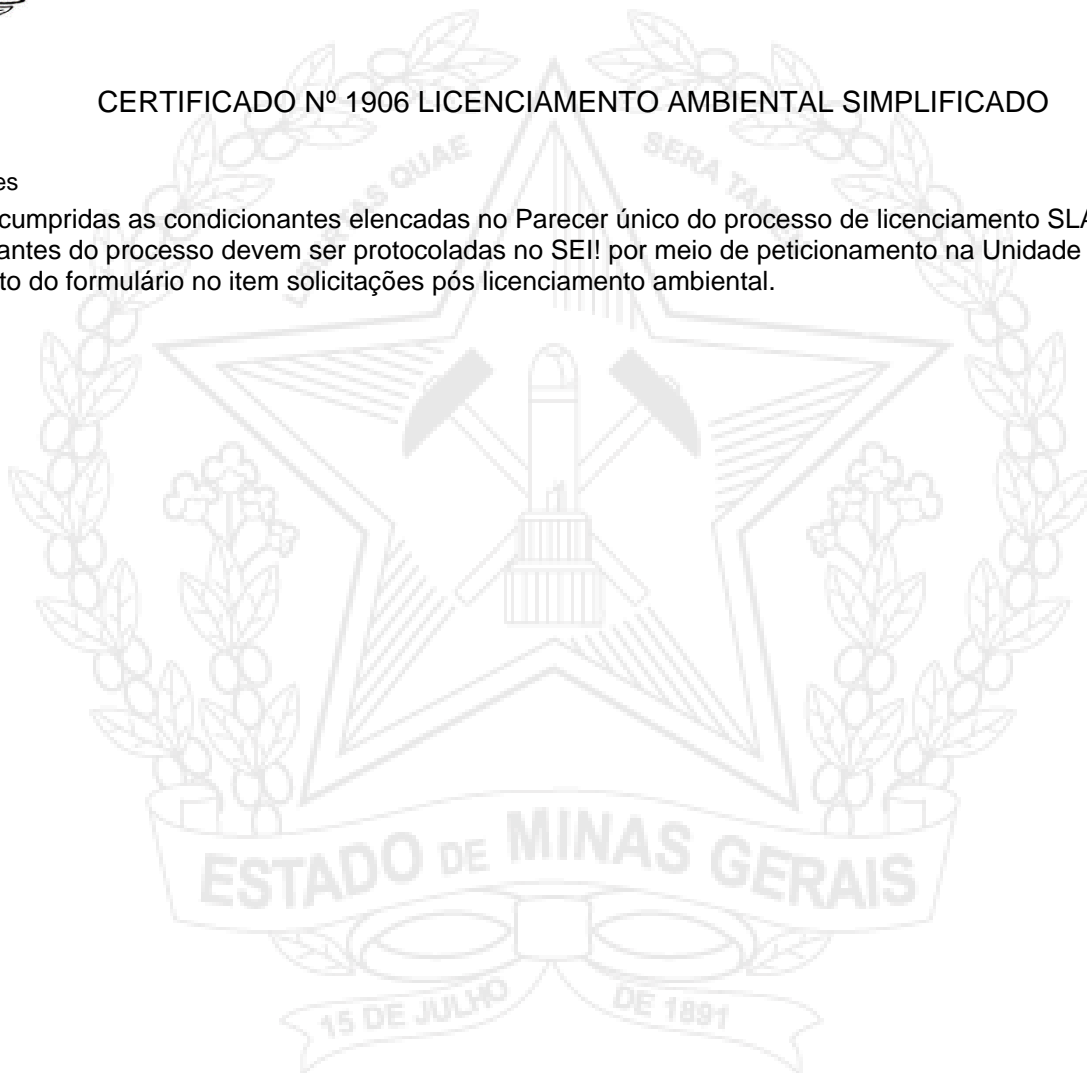 CERTIFICADO Nº 1906 LICENCIAMENTO AMBIENTAL SIMPLIFICADO
es
cumpridas as condicionantes elencadas no Parecer único do processo de licenciamento SLA
antes do processo devem ser protocoladas no SEI! por meio de peticionamento na Unidade
to do formulário no item solicitações pós licenciamento ambiental.
QUAE SERA TAMEN
ESTADO DE MINAS GERAIS
15 DE JULHO DE 1891